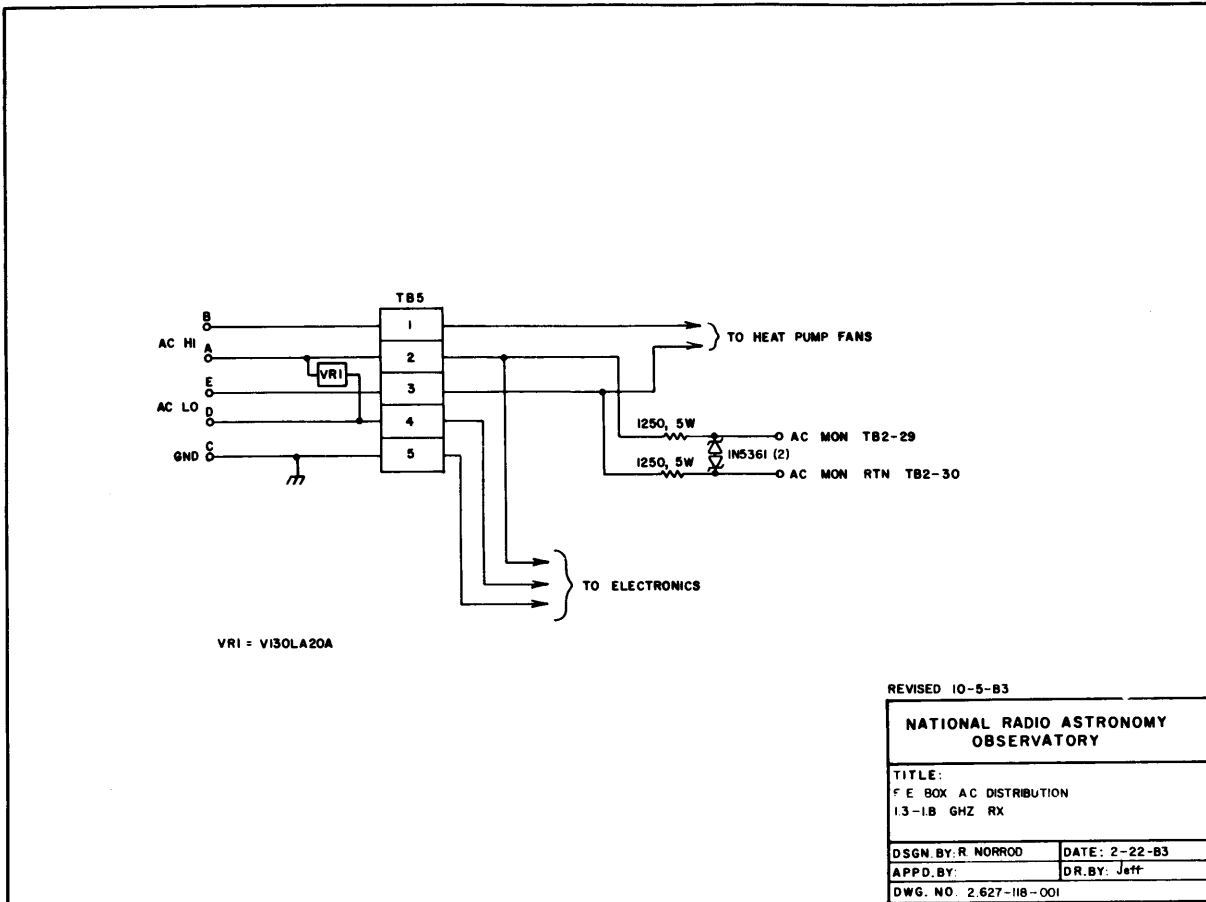 TB5
B
1
TO HEAT PUMP FANS
AC HI
A
2
VR1
E
3
AC LO
D
4
1250, 5W
AC MON TB2-29
1N5361 (2)
C
GND
5
1250, 5W
AC MON RTN TB2-30
TO ELECTRONICS
VR1 = V130LA20A
REVISED 10-5-83
NATIONAL RADIO ASTRONOMY
OBSERVATORY
TITLE:
F E BOX AC DISTRIBUTION
1.3-1.8 GHZ RX
DSGN. BY: R. NORROD
DATE: 2-22-83
APPD. BY:
DR. BY: Jeff
DWG. NO. 2.627-118-001